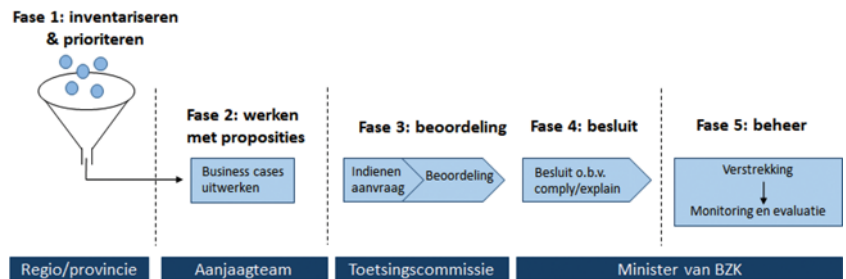 Fase 1: inventariseren
& prioriteren
Fase 2: werken
met proposities
Business cases
uitwerken
Fase 3: beoordeling
Indienen
aanvraag
Beoordeling
Fase 4: besluit
Besluit o.b.v.
comply/explain
Fase 5: beheer
Verstrekking
Monitoring en evaluatie
Regio/provincie
Aanjaagteam
Toetsingscommissie
Minister van BZK